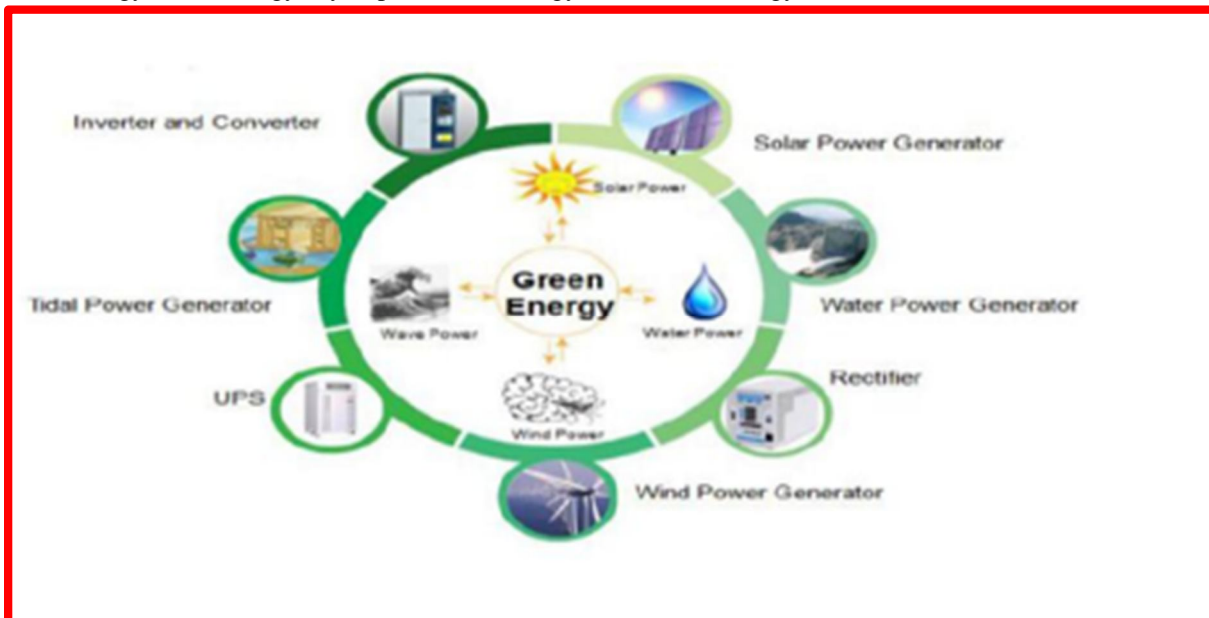 Inverter and Converter
Solar Power Generator
Solar Power
Green
Energy
Tidal Power Generator
Wave Power
Water Power
Water Power Generator
UPS
Rectifier
Wind Power
Wind Power Generator